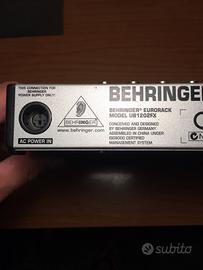 THIS CONNECTION FOR
BEHRINGER
POWER SUPPLY ONLY!
AC POWER IN
BEHRINGER
www.behringer.com
BEHRINGER
BEHRINGER® EURORACK
MODEL UB1202FX
CONCEIVED AND DESIGNED
BY BEHRINGER GERMANY.
ASSEMBLED IN CHINA UNDER
ISO9000 CERTIFIED
MANAGEMENT SYSTEM.
subito